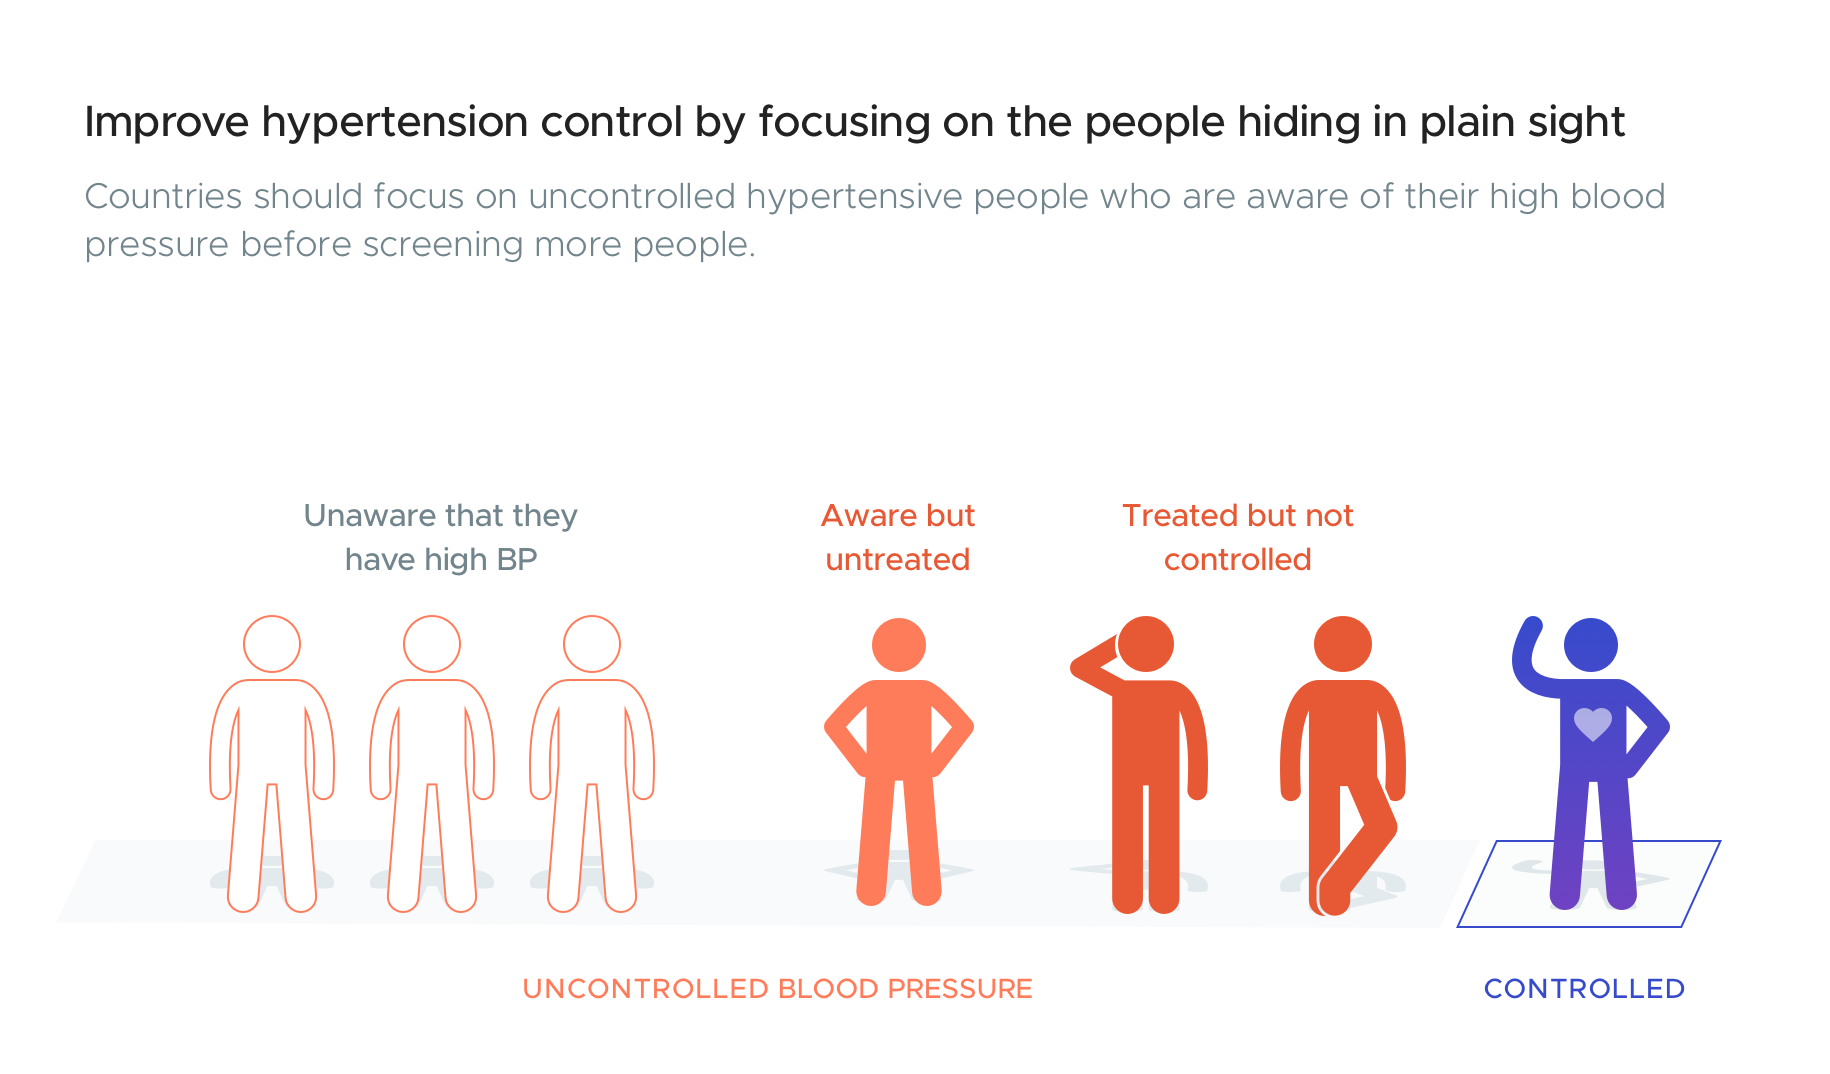 Improve hypertension control by focusing on the people hiding in plain sight
Countries should focus on uncontrolled hypertensive people who are aware of their high blood
pressure before screening more people.
Unaware that they
have high BP
Aware but
untreated
Treated but not
controlled
UNCONTROLLED BLOOD PRESSURE
CONTROLLED